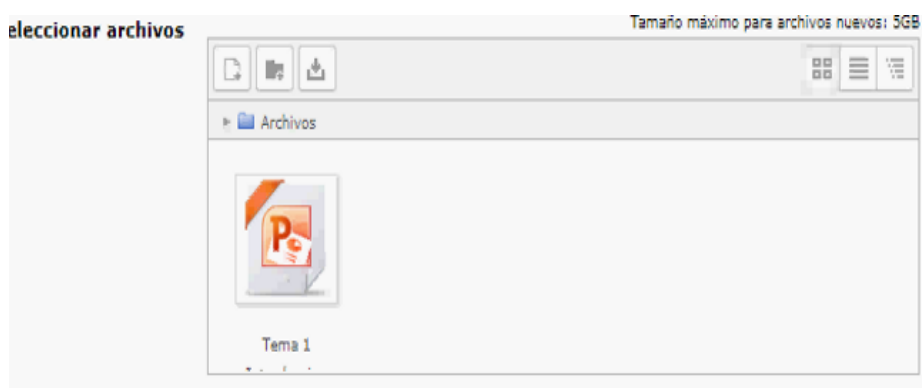 eleccionar archivos
Tamaño máximo para archivos nuevos: 5GB
Archivos
Tema 1